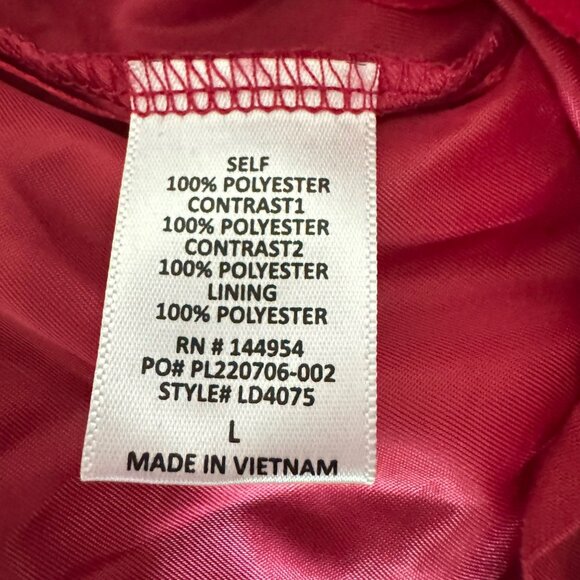 SELF
100% POLYESTER
CONTRAST1
100% POLYESTER
CONTRAST2
100% POLYESTER
LINING
100% POLYESTER
RN # 144954
PO# PL220706-002
STYLE# LD4075
L
MADE IN VIETNAM